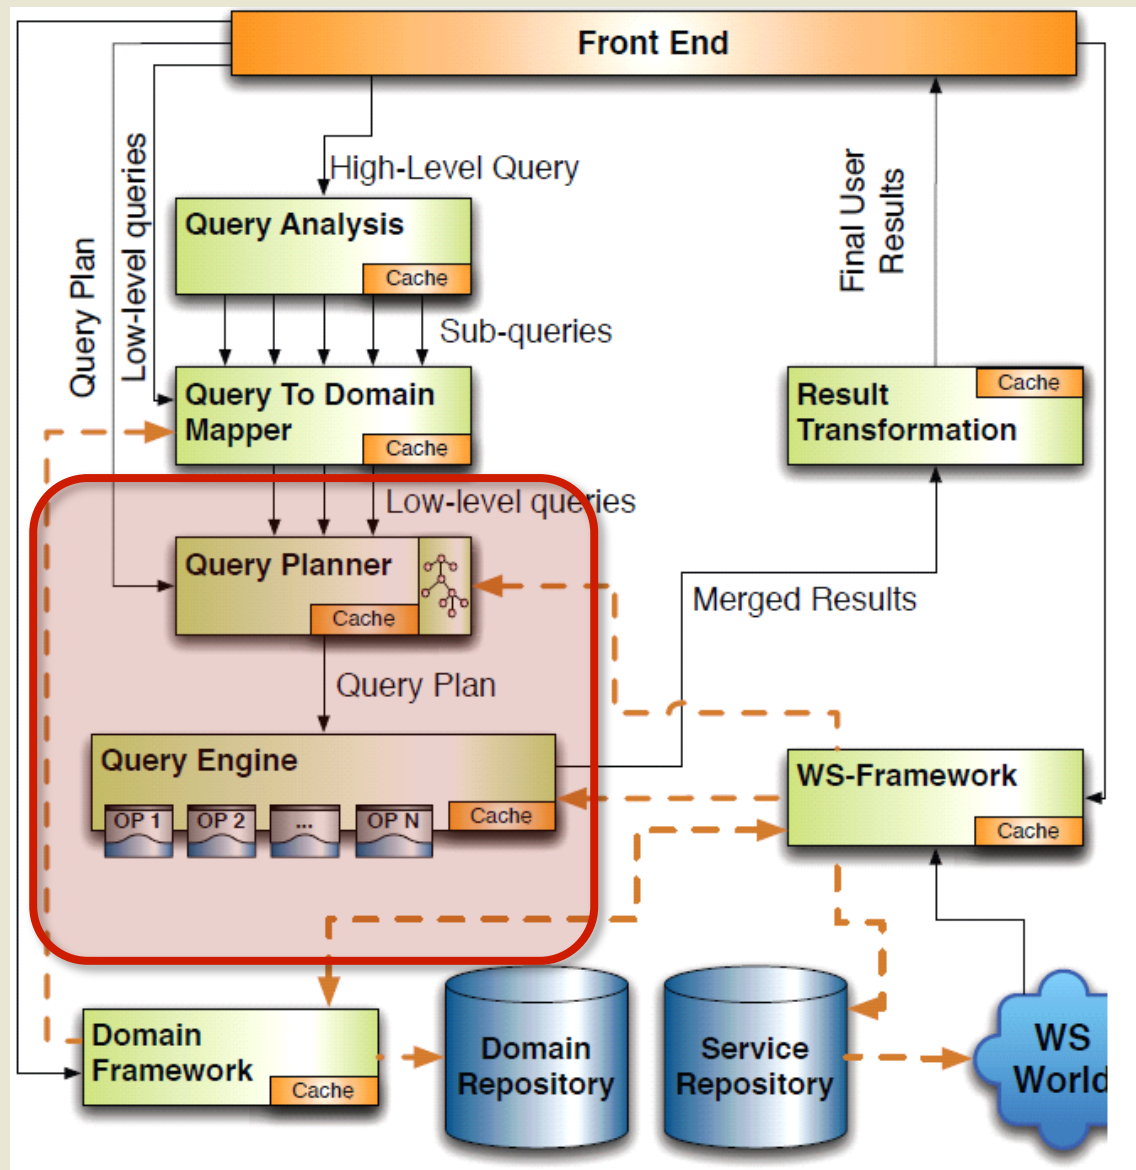 Front End
High-Level Query
Query Plan
Low-level queries
Final User
Results
Query Analysis
Cache
Sub-queries
Query To Domain
Mapper
Cache
Result
Transformation
Cache
Low-level queries
Query Planner
Cache
Merged Results
Query Plan
Query Engine
OP 1
OP 2
...
OP N
Cache
WS-Framework
Cache
Domain
Framework
Cache
Domain
Repository
Service
Repository
WS
World